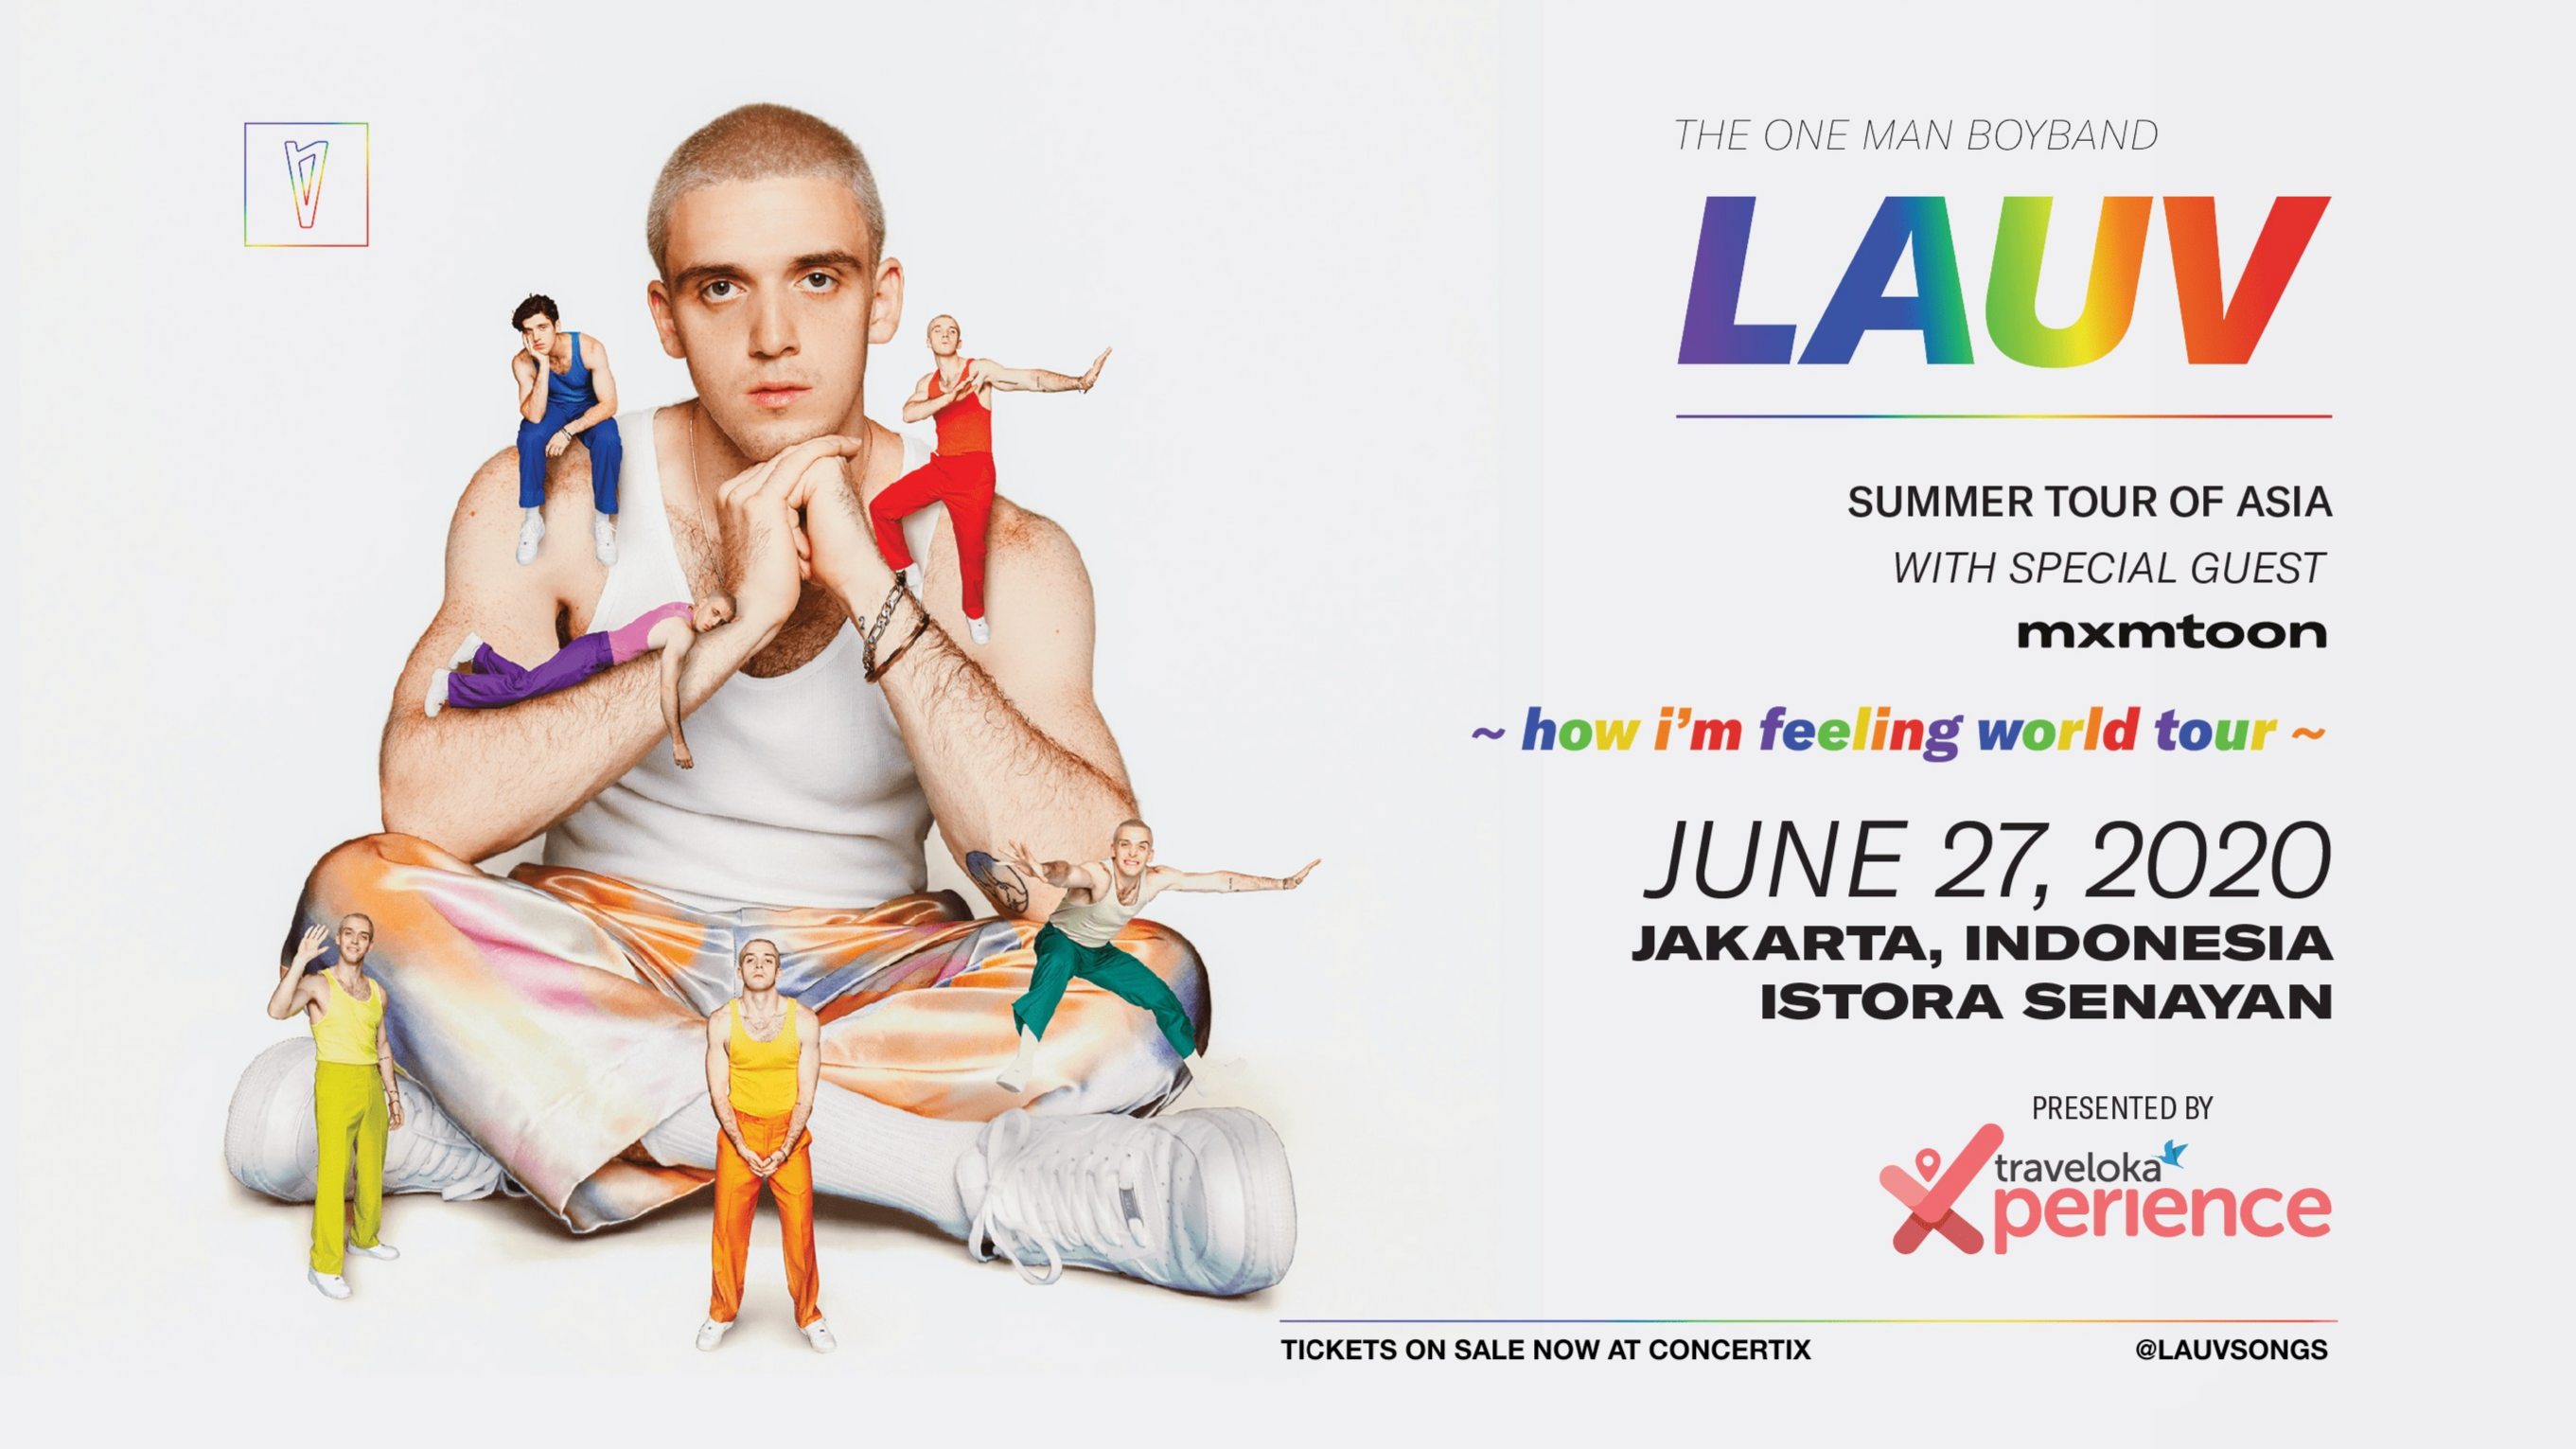 THE ONE MAN BOYBAND
LAUV
SUMMER TOUR OF ASIA
WITH SPECIAL GUEST
mxmtoon
~ how i'm feeling world tour ~
JUNE 27, 2020
JAKARTA, INDONESIA
ISTORA SENAYAN
PRESENTED BY
traveloka
Xperience
TICKETS ON SALE NOW AT CONCERTIX
@LAUVSONGS